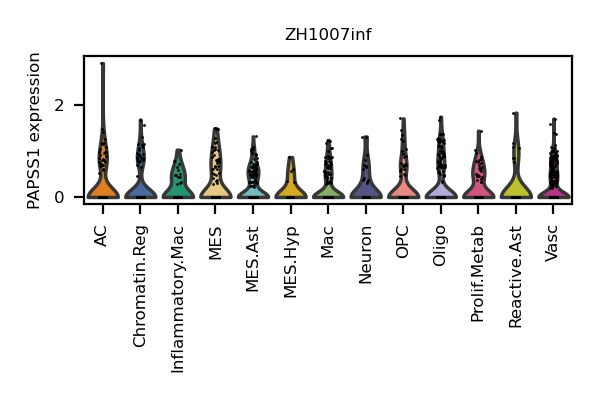 ZH1007inf
PAPSS1 expression
2
0
AC
Chromatin.Reg
Inflammatory.Mac
MES
MES.Ast
MES.Hyp
Mac
Neuron
OPC
Oligo
Prolif.Metab
Reactive.Ast
Vasc